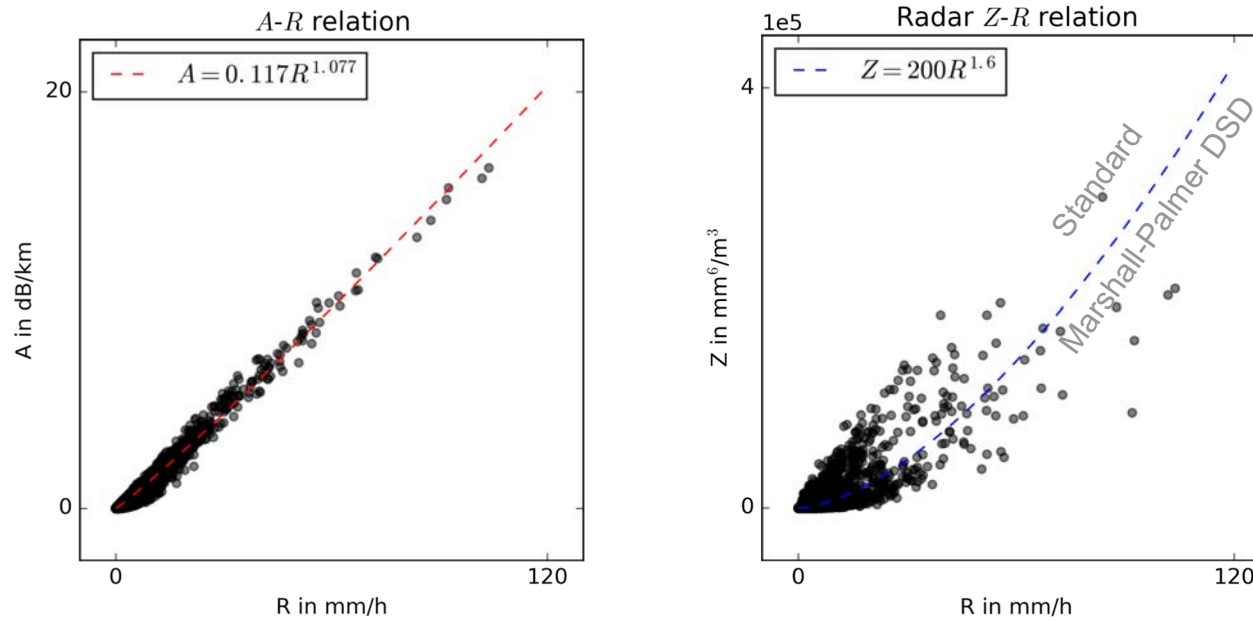 A-R relation
A = 0.117R^1.077
20
0
A in dB/km
0
120
R in mm/h
Radar Z-R relation
1e5
Z = 200R^1.6
4
0
Z in mm^6/m^3
Standard
Marshall-Palmer DSD
0
120
R in mm/h